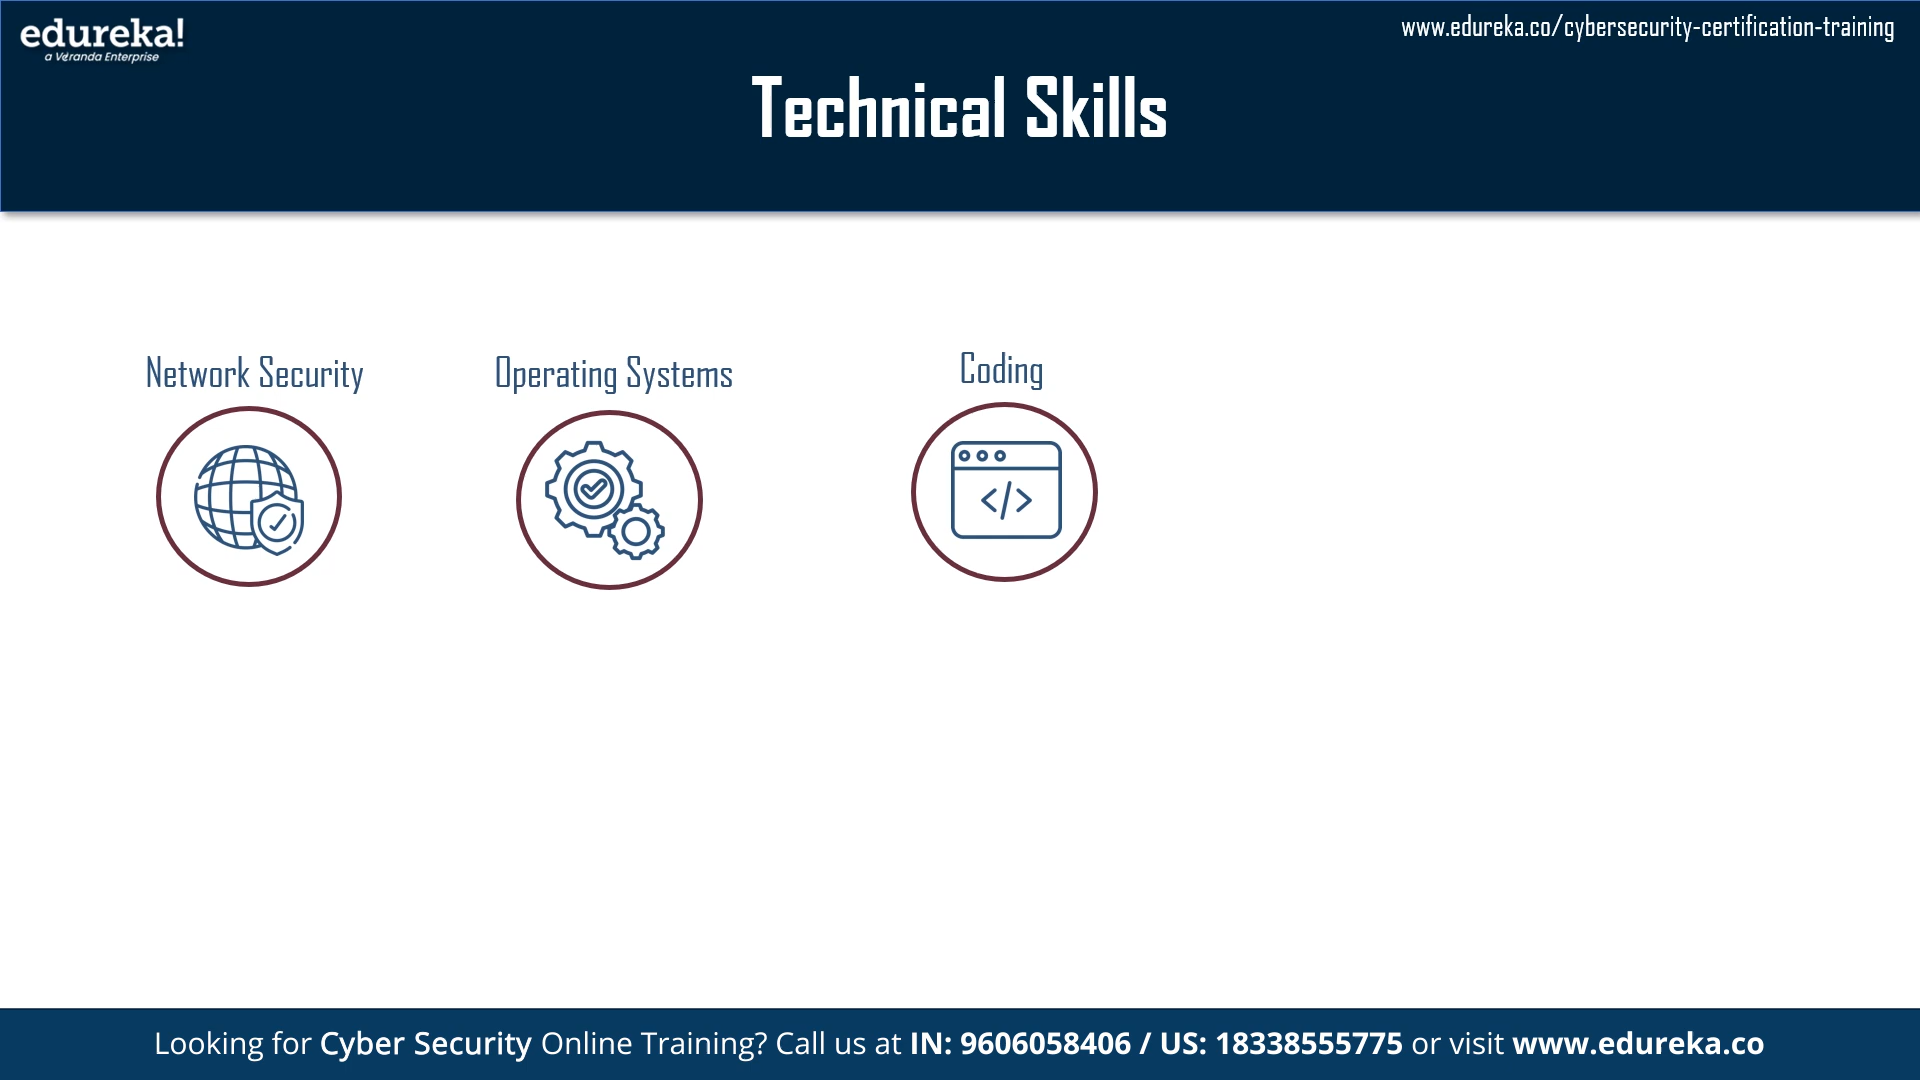 edureka!
a Veranda Enterprise
www.edureka.co/cybersecurity-certification-training
Technical Skills
Network Security
Operating Systems
Coding
</>
Looking for Cyber Security Online Training? Call us at IN: 9606058406 / US: 18338555775 or visit www.edureka.co